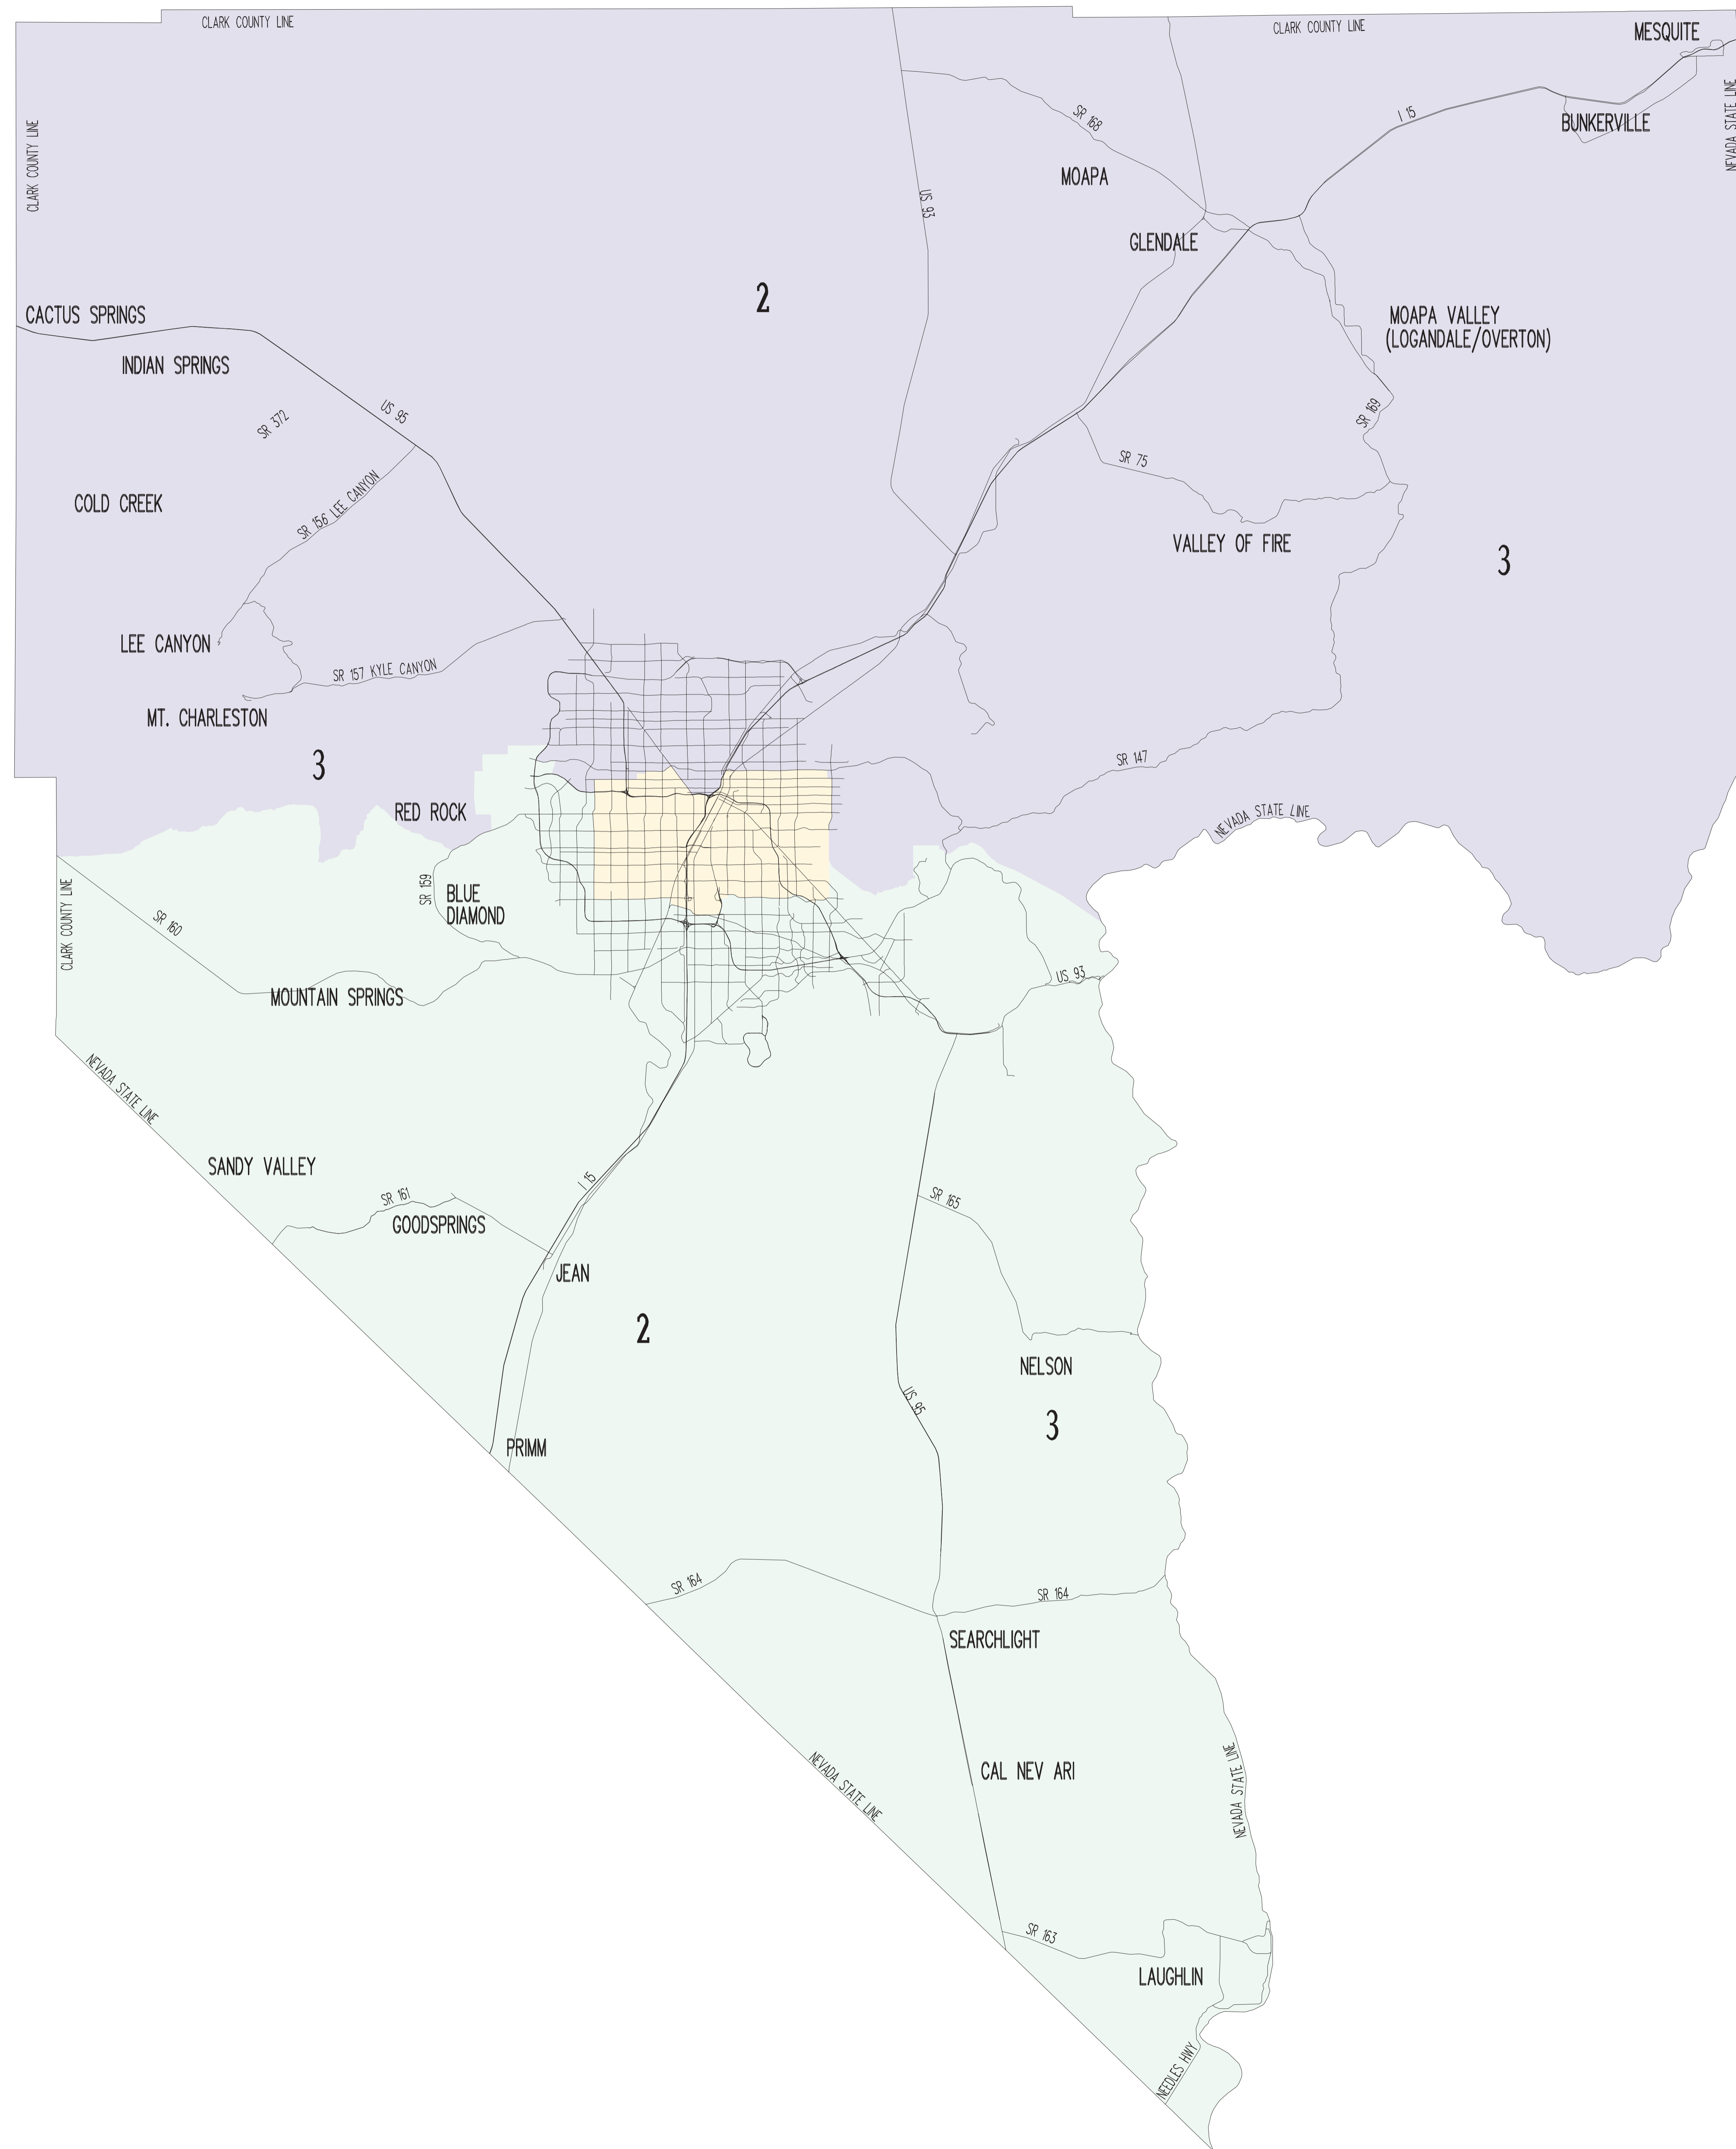 CLARK COUNTY LINE
CLARK COUNTY LINE
MESQUITE
NEVADA STATE LINE
CLARK COUNTY LINE
SR 168
I 15
BUNKERVILLE
MOAPA
US 93
GLENDALE
2
CACTUS SPRINGS
MOAPA VALLEY
(LOGANDALE/OVERTON)
INDIAN SPRINGS
SR 372
US 95
SR 169
SR 75
COLD CREEK
SR 156 LEE CANYON
VALLEY OF FIRE
3
LEE CANYON
SR 157 KYLE CANYON
MT. CHARLESTON
3
SR 147
RED ROCK
NEVADA STATE LINE
SR 159
BLUE
DIAMOND
CLARK COUNTY LINE
SR 160
US 93
MOUNTAIN SPRINGS
NEVADA STATE LINE
SANDY VALLEY
SR 161
I 15
SR 165
GOODSPRINGS
JEAN
2
NELSON
US 95
3
PRIMM
SR 164
SR 164
SEARCHLIGHT
CAL NEV ARI
NEVADA STATE LINE
NEVADA STATE LINE
SR 163
LAUGHLIN
NEEDLES HWY